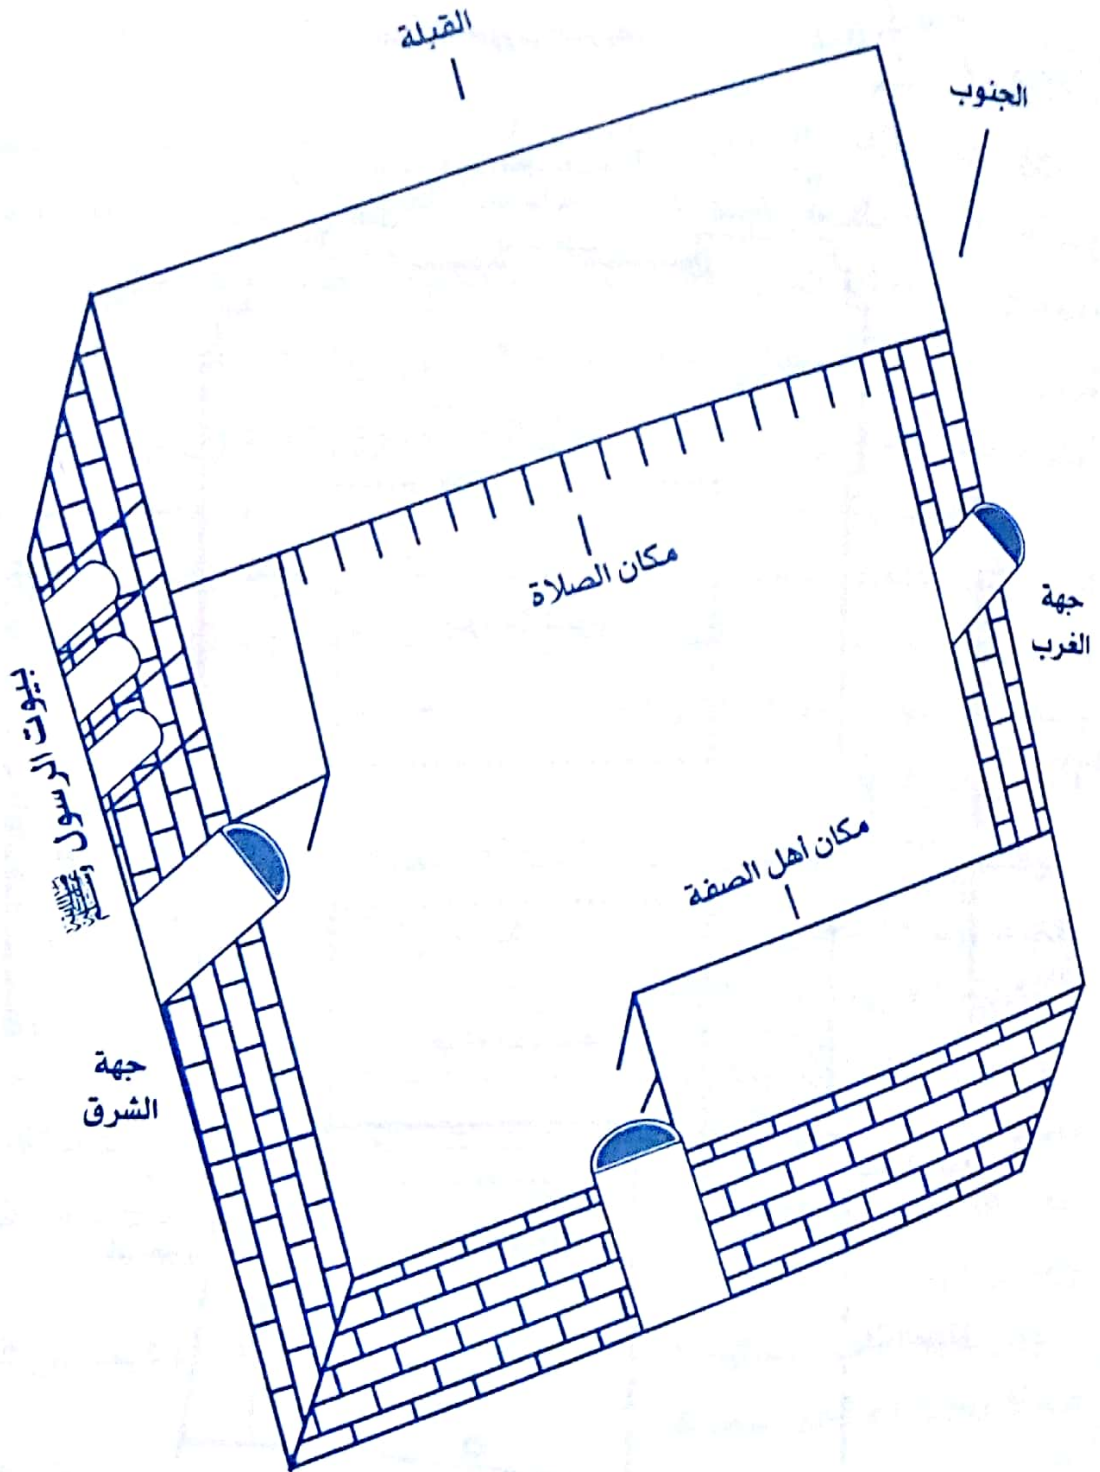 القبلة
الجنوب
مكان الصلاة
جهة
الغرب
بيوت الرسول ﷺ
مكان أهل الصفة
جهة
الشرق